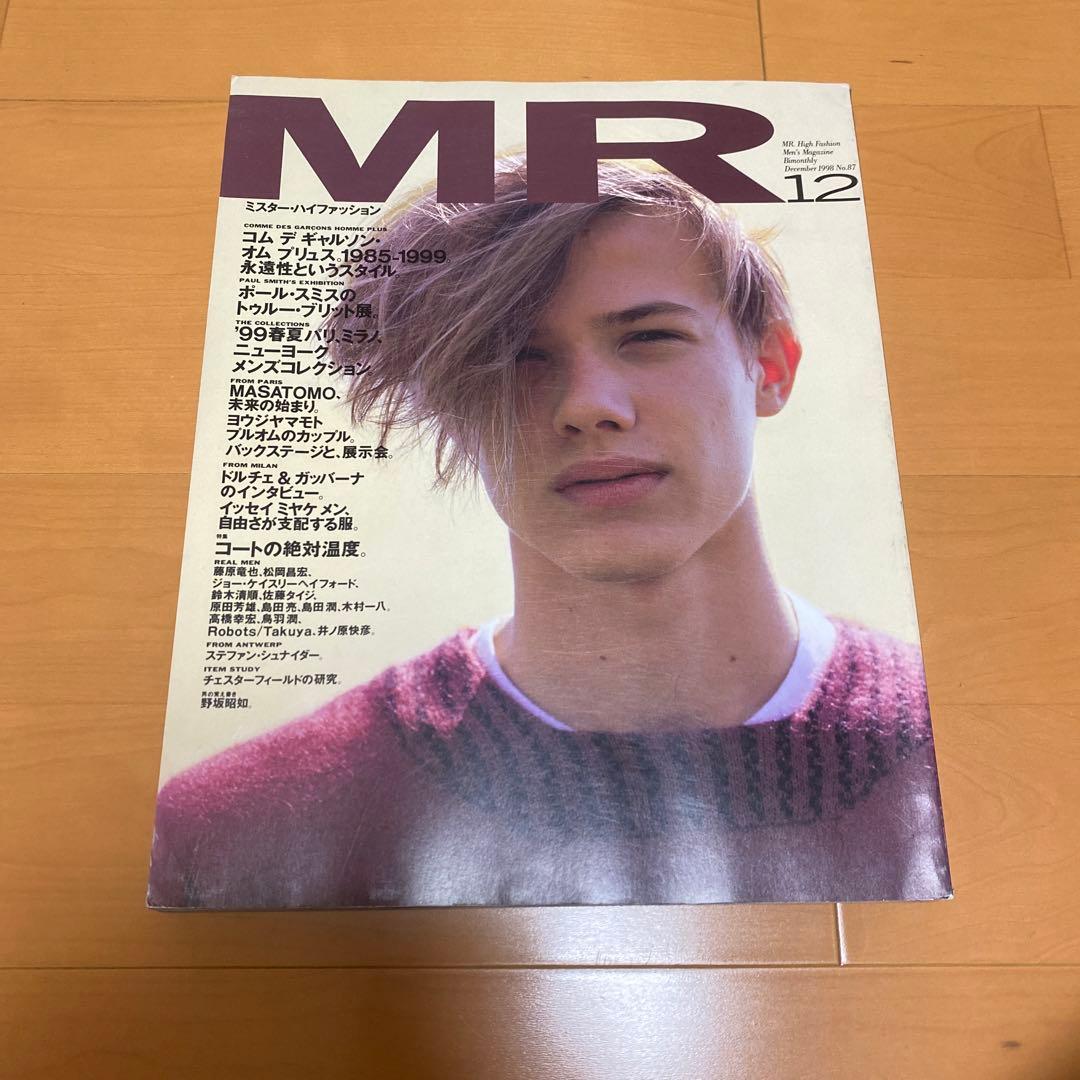 MR
MR. High Fashion
Men's Magazine
Bimonthly
December 1998 No.87
12
ミスター・ハイファッション
COMME DES GARCONS HOMME PLUS
コム デ ギャルソン・
オム プリュス。1985-1999。
永遠性というスタイル。
PAUL SMITH'S EXHIBITION
ポール・スミスの
トゥルー・ブリット展。
THE COLLECTIONS
'99春夏パリ、ミラノ、
ニューヨーク
メンズコレクション
FROM PARIS
MASATOMO、
未来の始まり。
ヨウジヤマモト
プルオムのカップル。
バックステージと、展示会。
FROM MILAN
ドルチェ&ガッバーナ
のインタビュー。
イッセイ ミヤケ メン、
自由さが支配する服。
特集
コートの絶対温度。
REAL MEN
藤原竜也、松岡昌宏、
ジョー・ケイスリーヘイフォード、
鈴木清順、佐藤タイジ、
原田芳雄、島田亮、島田潤、木村一八。
高橋幸宏、鳥羽潤、
Robots/Takuya、井ノ原快彦。
FROM ANTWERP
ステファン・シュナイダー。
ITEM STUDY
チェスターフィールドの研究。
男の覚え書き
野坂昭如。